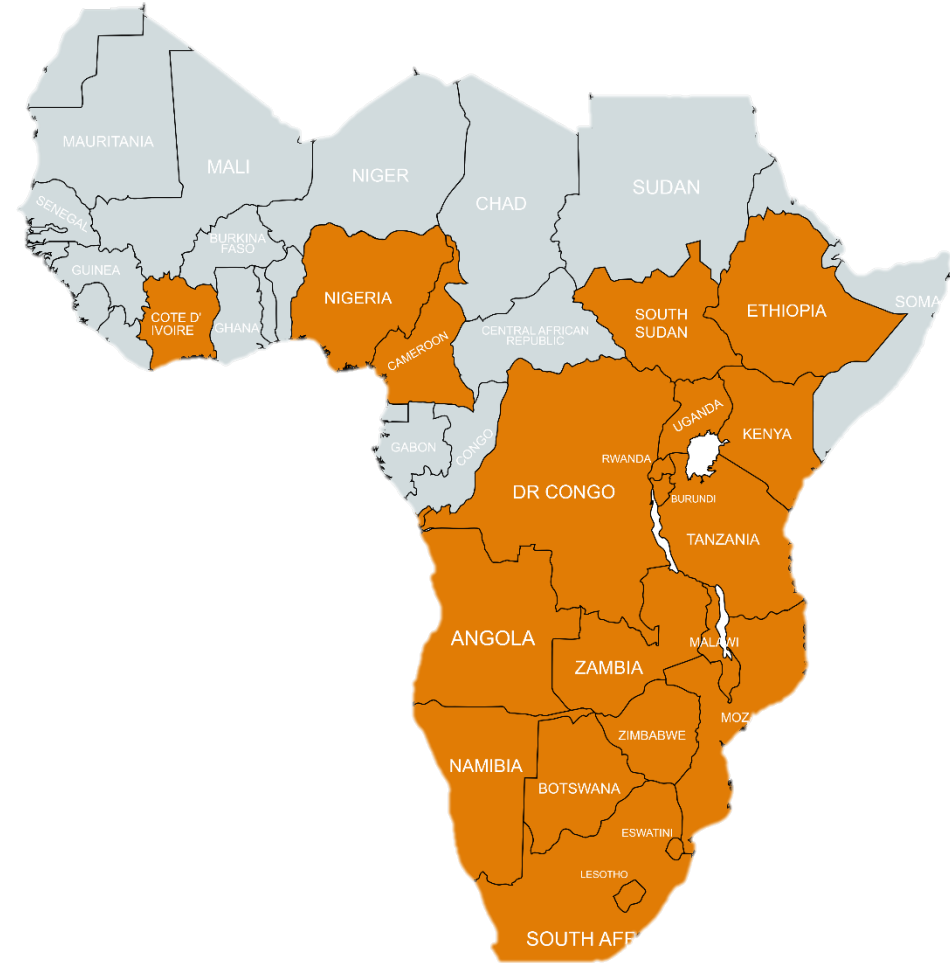 MAURITANIA
MALI
NIGER
CHAD
SUDAN
SENEGAL
BURKINA
FASO
GUINEA
COTE D'
IVOIRE
GHANA
NIGERIA
CAMEROON
CENTRAL AFRICAN
REPUBLIC
SOUTH
SUDAN
ETHIOPIA
SOMA
GABON
CONGO
UGANDA
KENYA
RWANDA
DR CONGO
BURUNDI
TANZANIA
ANGOLA
ZAMBIA
MALAWI
MOZ
ZIMBABWE
NAMIBIA
BOTSWANA
ESWATINI
LESOTHO
SOUTH AFR